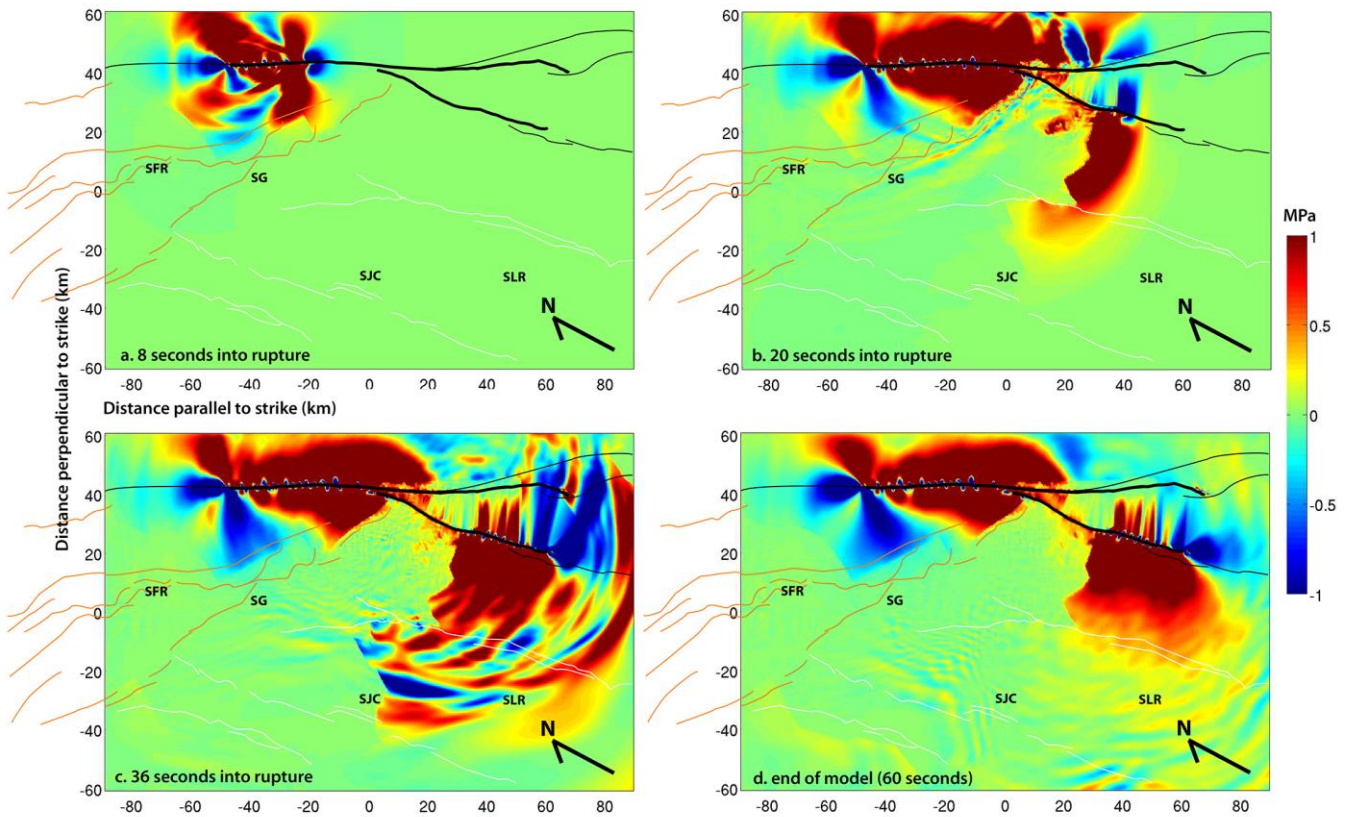 60
40
20
0
-20
-40
-60
SFR
SG
SJC
SLR
N
a. 8 seconds into rupture
-80 -60 -40 -20 0 20 40 60 80
60
40
20
0
-20
-40
-60
SFR
SG
SJC
SLR
N
b. 20 seconds into rupture
-80 -60 -40 -20 0 20 40 60 80
MPa
1
0.5
0
-0.5
-1
Distance perpendicular to strike (km)
Distance parallel to strike (km)
60
40
20
0
-20
-40
-60
SFR
SG
SJC
SLR
N
c. 36 seconds into rupture
-80 -60 -40 -20 0 20 40 60 80
60
40
20
0
-20
-40
-60
SFR
SG
SJC
SLR
N
d. end of model (60 seconds)
-80 -60 -40 -20 0 20 40 60 80